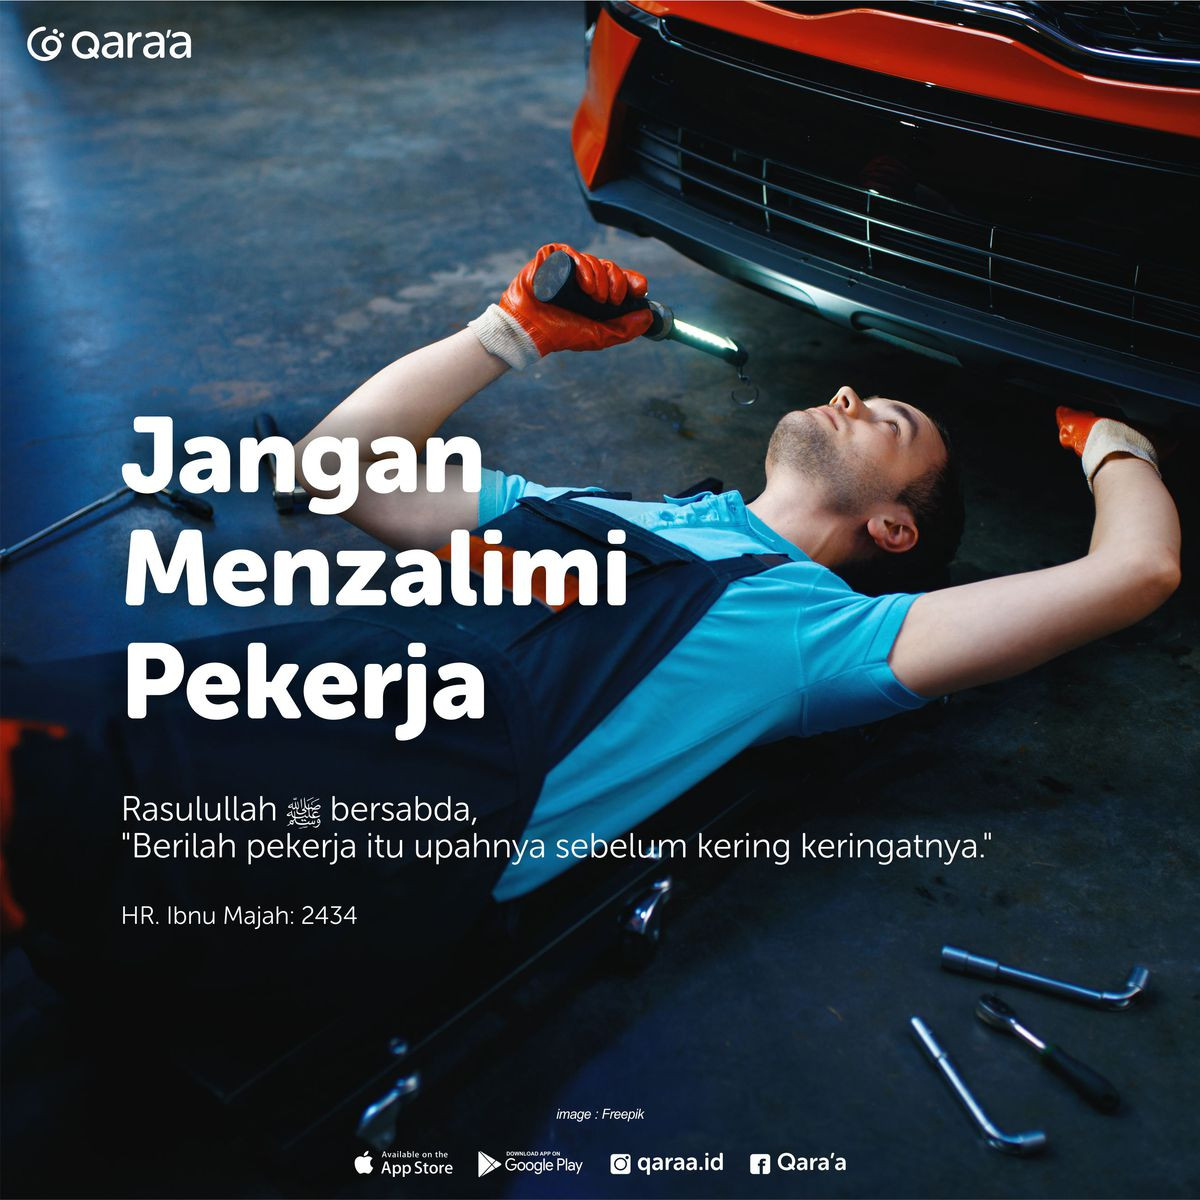 Qara'a
Jangan
Menzalimi
Pekerja
Rasulullah ﷺ bersabda,
"Berilah pekerja itu upahnya sebelum kering keringatnya."
HR. Ibnu Majah: 2434
image : Freepik
Available on the
App Store
DOWNLOAD APP ON
Google Play
qaraa.id
Qara'a